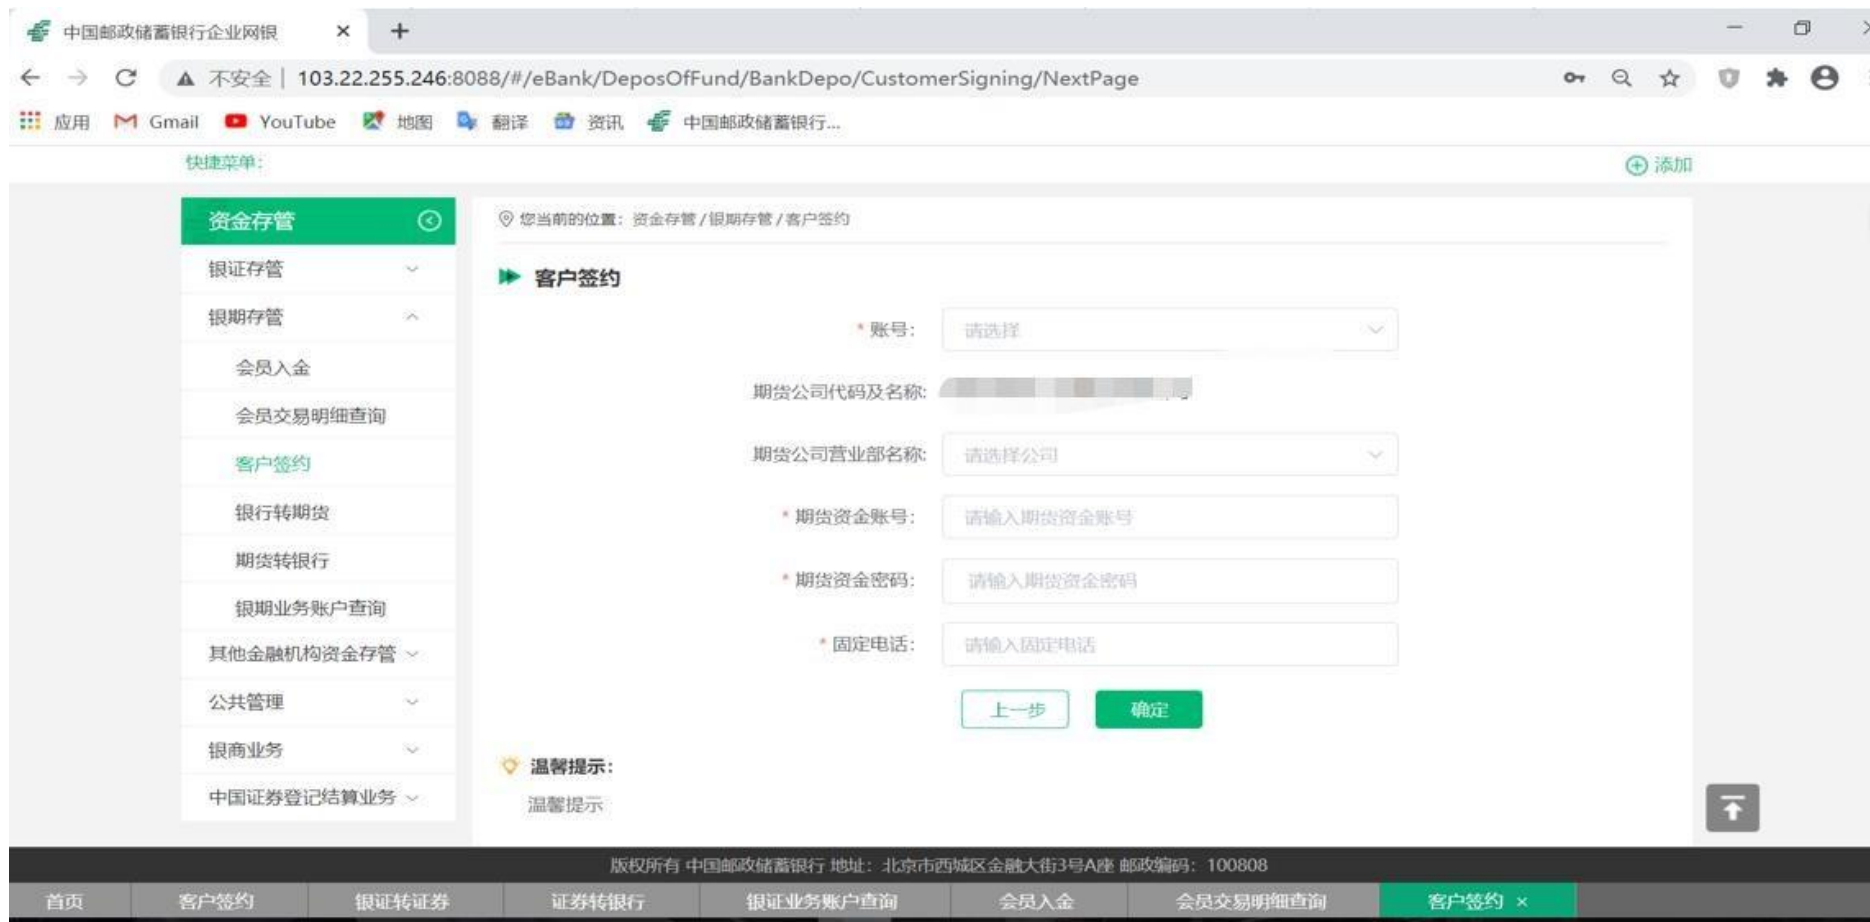 中国邮政储蓄银行企业网银
不安全 | 103.22.255.246:8088/#/eBank/DeposOfFund/BankDepo/CustomerSigning/NextPage
应用 Gmail YouTube 地图 翻译 资讯 中国邮政储蓄银行...
快捷菜单: 添加
资金存管
银证存管
银期存管
会员入金
会员交易明细查询
客户签约
银行转期货
期货转银行
银期业务账户查询
其他金融机构资金存管
公共管理
银商业务
中国证券登记结算业务
您当前的位置: 资金存管/银期存管/客户签约
客户签约
* 账号: 请选择
期货公司代码及名称:
期货公司营业部名称: 请选择公司
* 期货资金账号: 请输入期货资金账号
* 期货资金密码: 请输入期货资金密码
* 固定电话: 请输入固定电话
上一步 确定
温馨提示:
温馨提示
版权所有 中国邮政储蓄银行 地址: 北京市西城区金融大街3号A座 邮政编码: 100808
首页 客户签约 银证转证券 证券转银行 银证业务账户查询 会员入金 会员交易明细查询 客户签约 ×